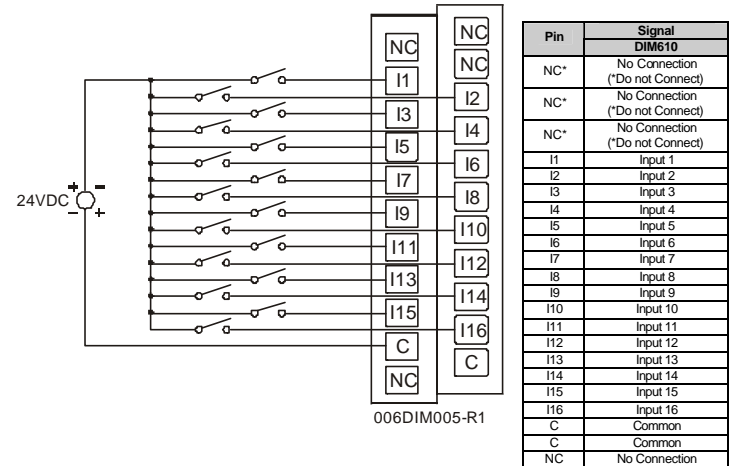 NC
NC
NC
I1
I2
I3
I4
I5
I6
I7
I8
I9
I10
I11
I12
I13
I14
I15
I16
C
C
NC
+ -
24VDC
- +
006DIM005-R1
Pin Signal
DIM610
NC* No Connection
(*Do not Connect)
NC* No Connection
(*Do not Connect)
NC* No Connection
(*Do not Connect)
I1 Input 1
I2 Input 2
I3 Input 3
I4 Input 4
I5 Input 5
I6 Input 6
I7 Input 7
I8 Input 8
I9 Input 9
I10 Input 10
I11 Input 11
I12 Input 12
I13 Input 13
I14 Input 14
I15 Input 15
I16 Input 16
C Common
C Common
NC No Connection